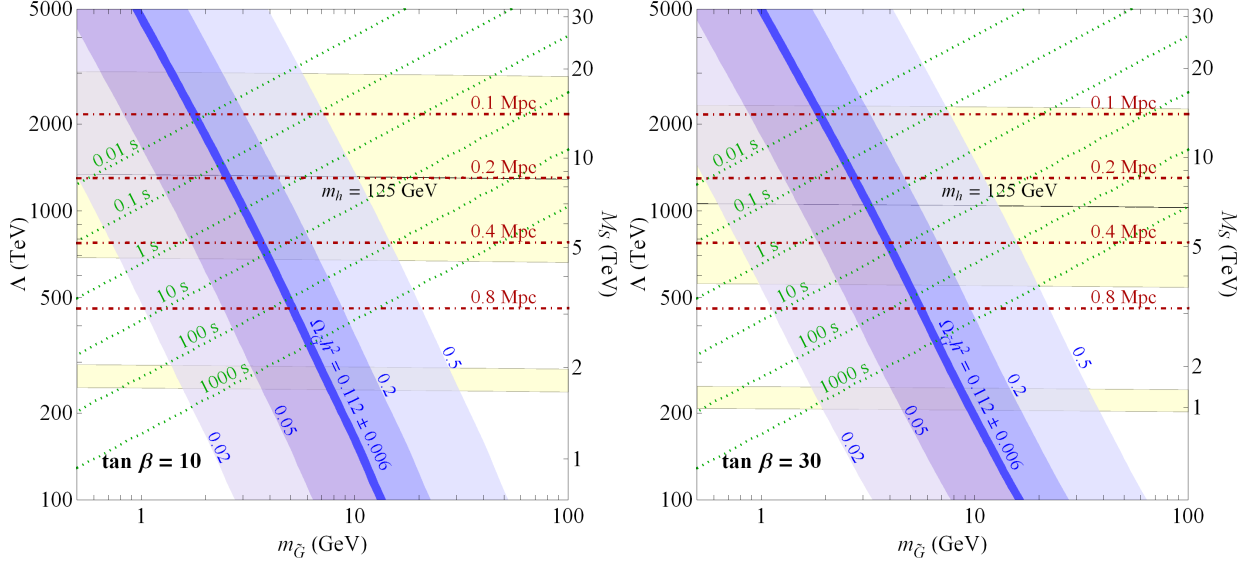 5000
2000
1000
500
200
100
Λ (TeV)
30
20
10
5
2
1
M_S (TeV)
0.1 Mpc
0.2 Mpc
m_h = 125 GeV
0.4 Mpc
0.8 Mpc
0.01 s
0.1 s
1 s
10 s
100 s
1000 s
0.02
0.05
Ω_G̃ h² = 0.112 ± 0.006
0.2
0.5
tan β = 10
1
10
100
m_G̃ (GeV)
5000
2000
1000
500
200
100
Λ (TeV)
30
20
10
5
2
1
M_S (TeV)
0.1 Mpc
0.2 Mpc
m_h = 125 GeV
0.4 Mpc
0.8 Mpc
0.01 s
0.1 s
1 s
10 s
100 s
1000 s
0.02
0.05
Ω_G̃ h² = 0.112 ± 0.006
0.2
0.5
tan β = 30
1
10
100
m_G̃ (GeV)